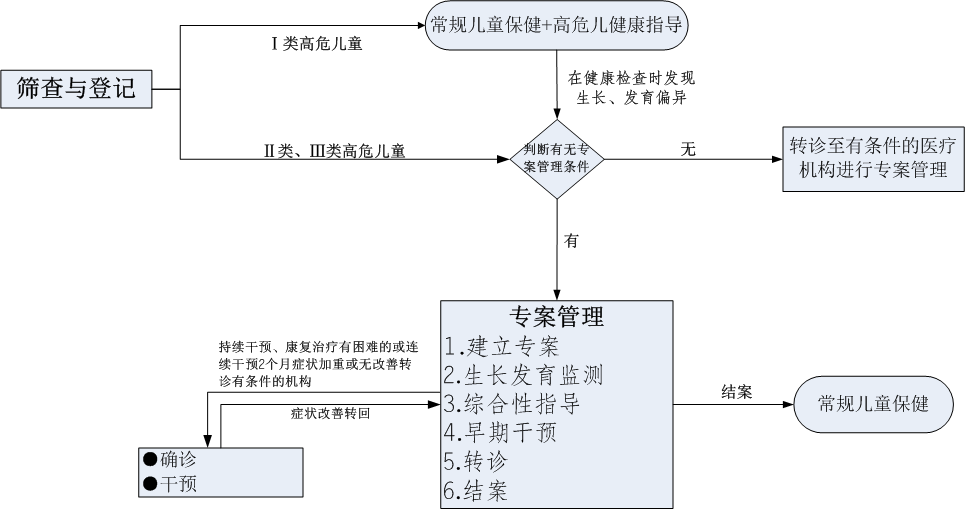 常规儿童保健+高危儿健康指导
Ⅰ类高危儿童
筛查与登记
在健康检查时发现
生长、发育偏异
Ⅱ类、Ⅲ类高危儿童
判断有无专
案管理条件
无
转诊至有条件的医疗
机构进行专案管理
有
专案管理
1.建立专案
2.生长发育监测
3.综合性指导
4.早期干预
5.转诊
6.结案
持续干预、康复治疗有困难的或连
续干预2个月症状加重或无改善转
诊有条件的机构
症状改善转回
●确诊
●干预
结案
常规儿童保健